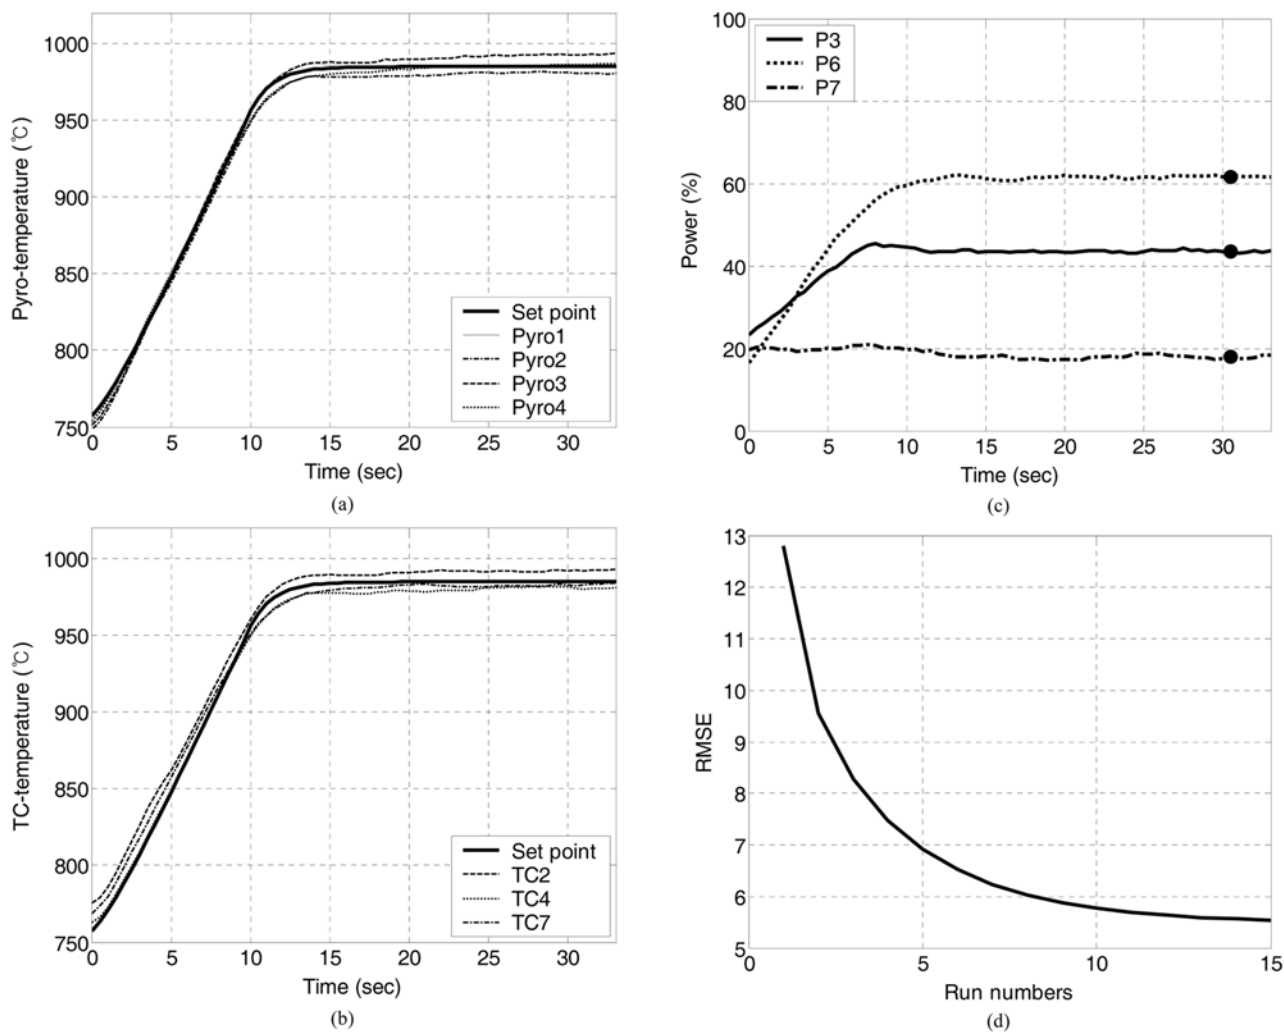 1000
950
900
850
800
750
Pyro-temperature (℃)
Set point
Pyro1
Pyro2
Pyro3
Pyro4
0 5 10 15 20 25 30
Time (sec)
(a)
100
80
60
40
20
0
Power (%)
P3
P6
P7
0 5 10 15 20 25 30
Time (sec)
(c)
1000
950
900
850
800
750
TC-temperature (℃)
Set point
TC2
TC4
TC7
0 5 10 15 20 25 30
Time (sec)
(b)
13
12
11
10
9
8
7
6
5
RMSE
0 5 10 15
Run numbers
(d)